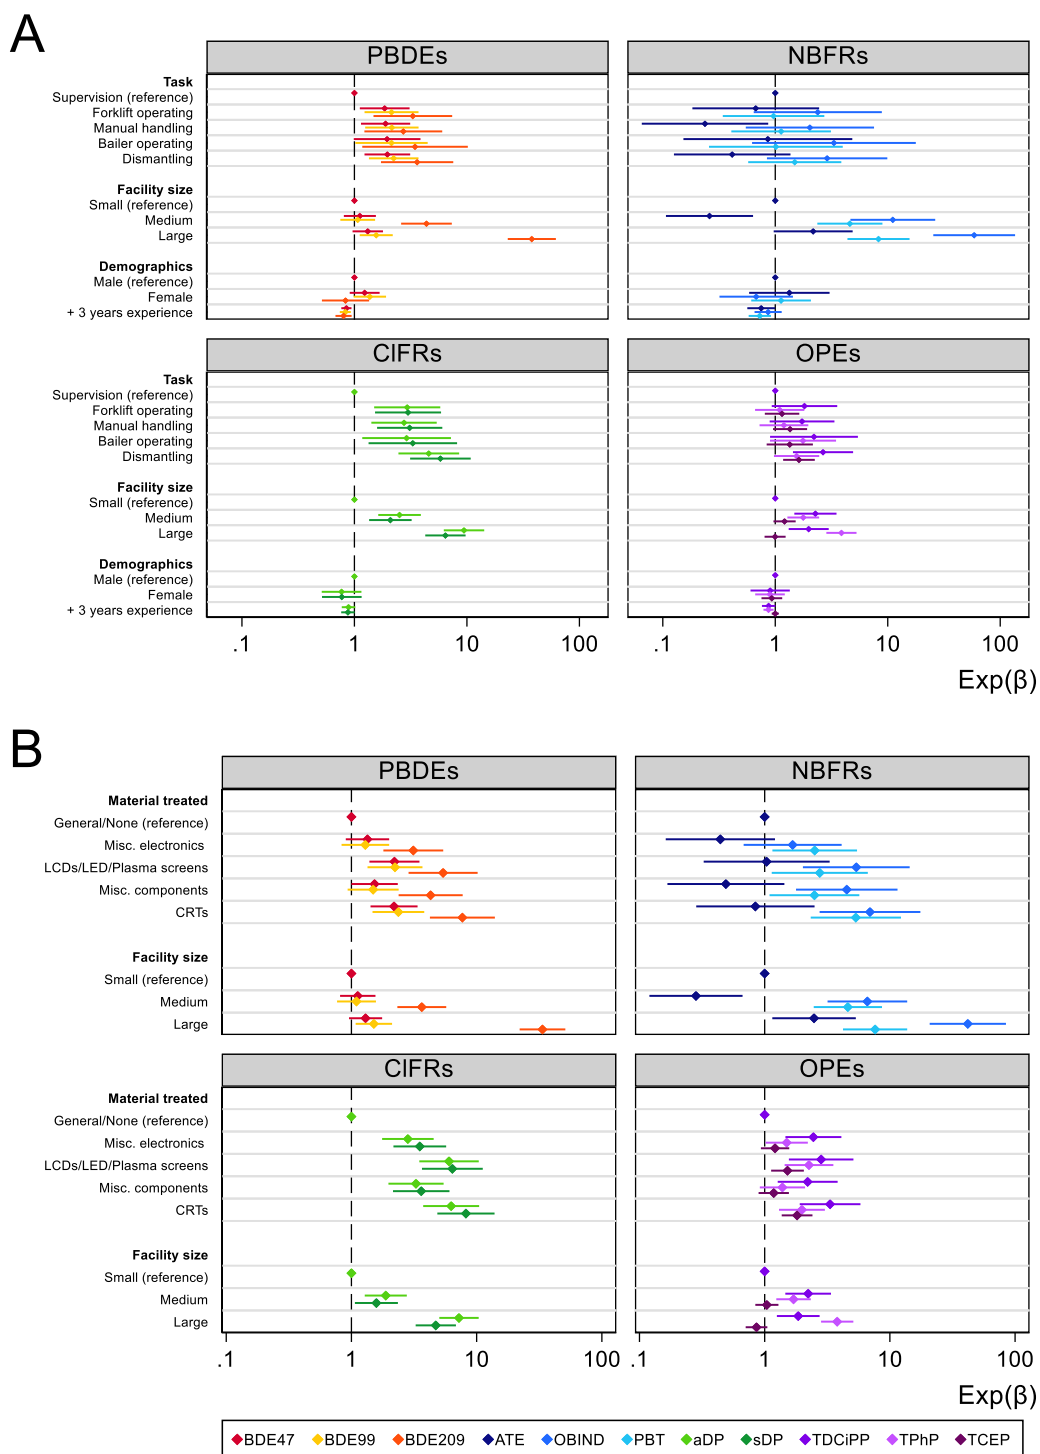 A
PBDEs
NBFRs
Task
Supervision (reference)
Forklift operating
Manual handling
Bailer operating
Dismantling
Facility size
Small (reference)
Medium
Large
Demographics
Male (reference)
Female
+ 3 years experience
ClFRs
OPEs
Task
Supervision (reference)
Forklift operating
Manual handling
Bailer operating
Dismantling
Facility size
Small (reference)
Medium
Large
Demographics
Male (reference)
Female
+ 3 years experience
.1 1 10 100 .1 1 10 100
Exp(β)
B
PBDEs
NBFRs
Material treated
General/None (reference)
Misc. electronics
LCDs/LED/Plasma screens
Misc. components
CRTs
Facility size
Small (reference)
Medium
Large
ClFRs
OPEs
Material treated
General/None (reference)
Misc. electronics
LCDs/LED/Plasma screens
Misc. components
CRTs
Facility size
Small (reference)
Medium
Large
.1 1 10 100 .1 1 10 100
Exp(β)
BDE47 BDE99 BDE209 ATE OBIND PBT aDP sDP TDCiPP TPhP TCEP